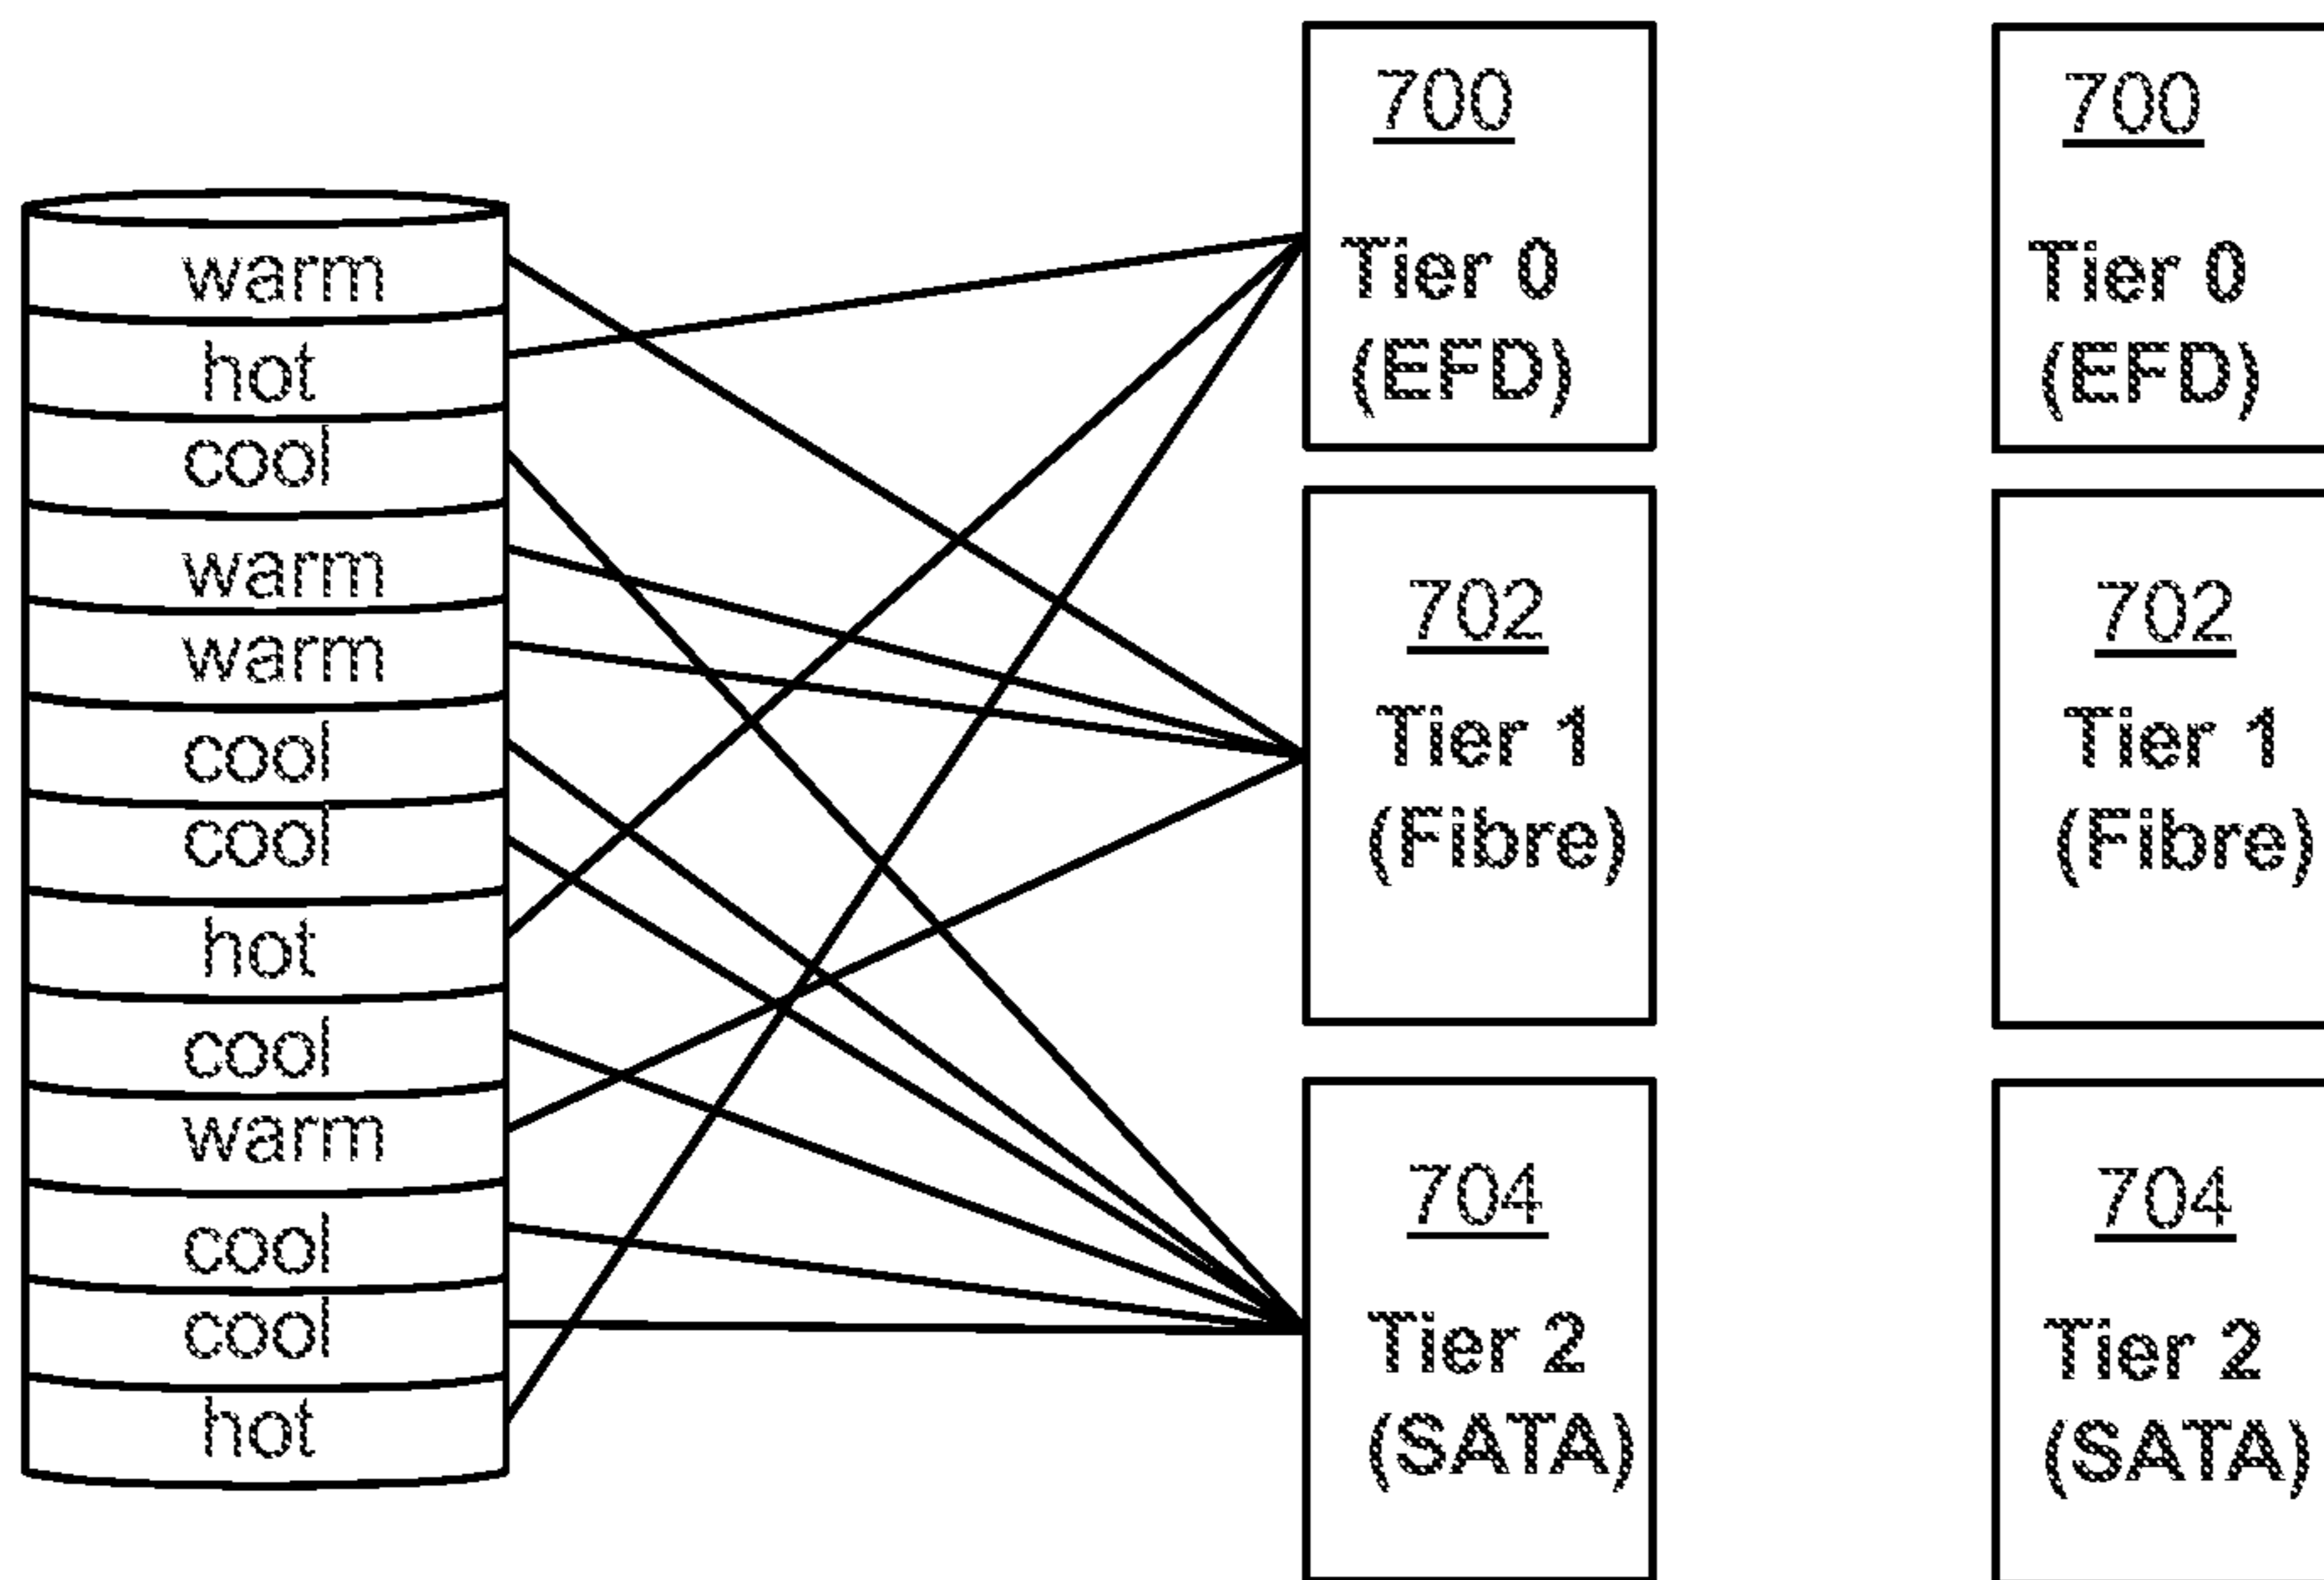 warm
hot
cool
warm
warm
cool
cool
hot
cool
warm
cool
cool
hot
700
Tier 0
(EFD)
702
Tier 1
(Fibre)
704
Tier 2
(SATA)
700
Tier 0
(EFD)
702
Tier 1
(Fibre)
704
Tier 2
(SATA)